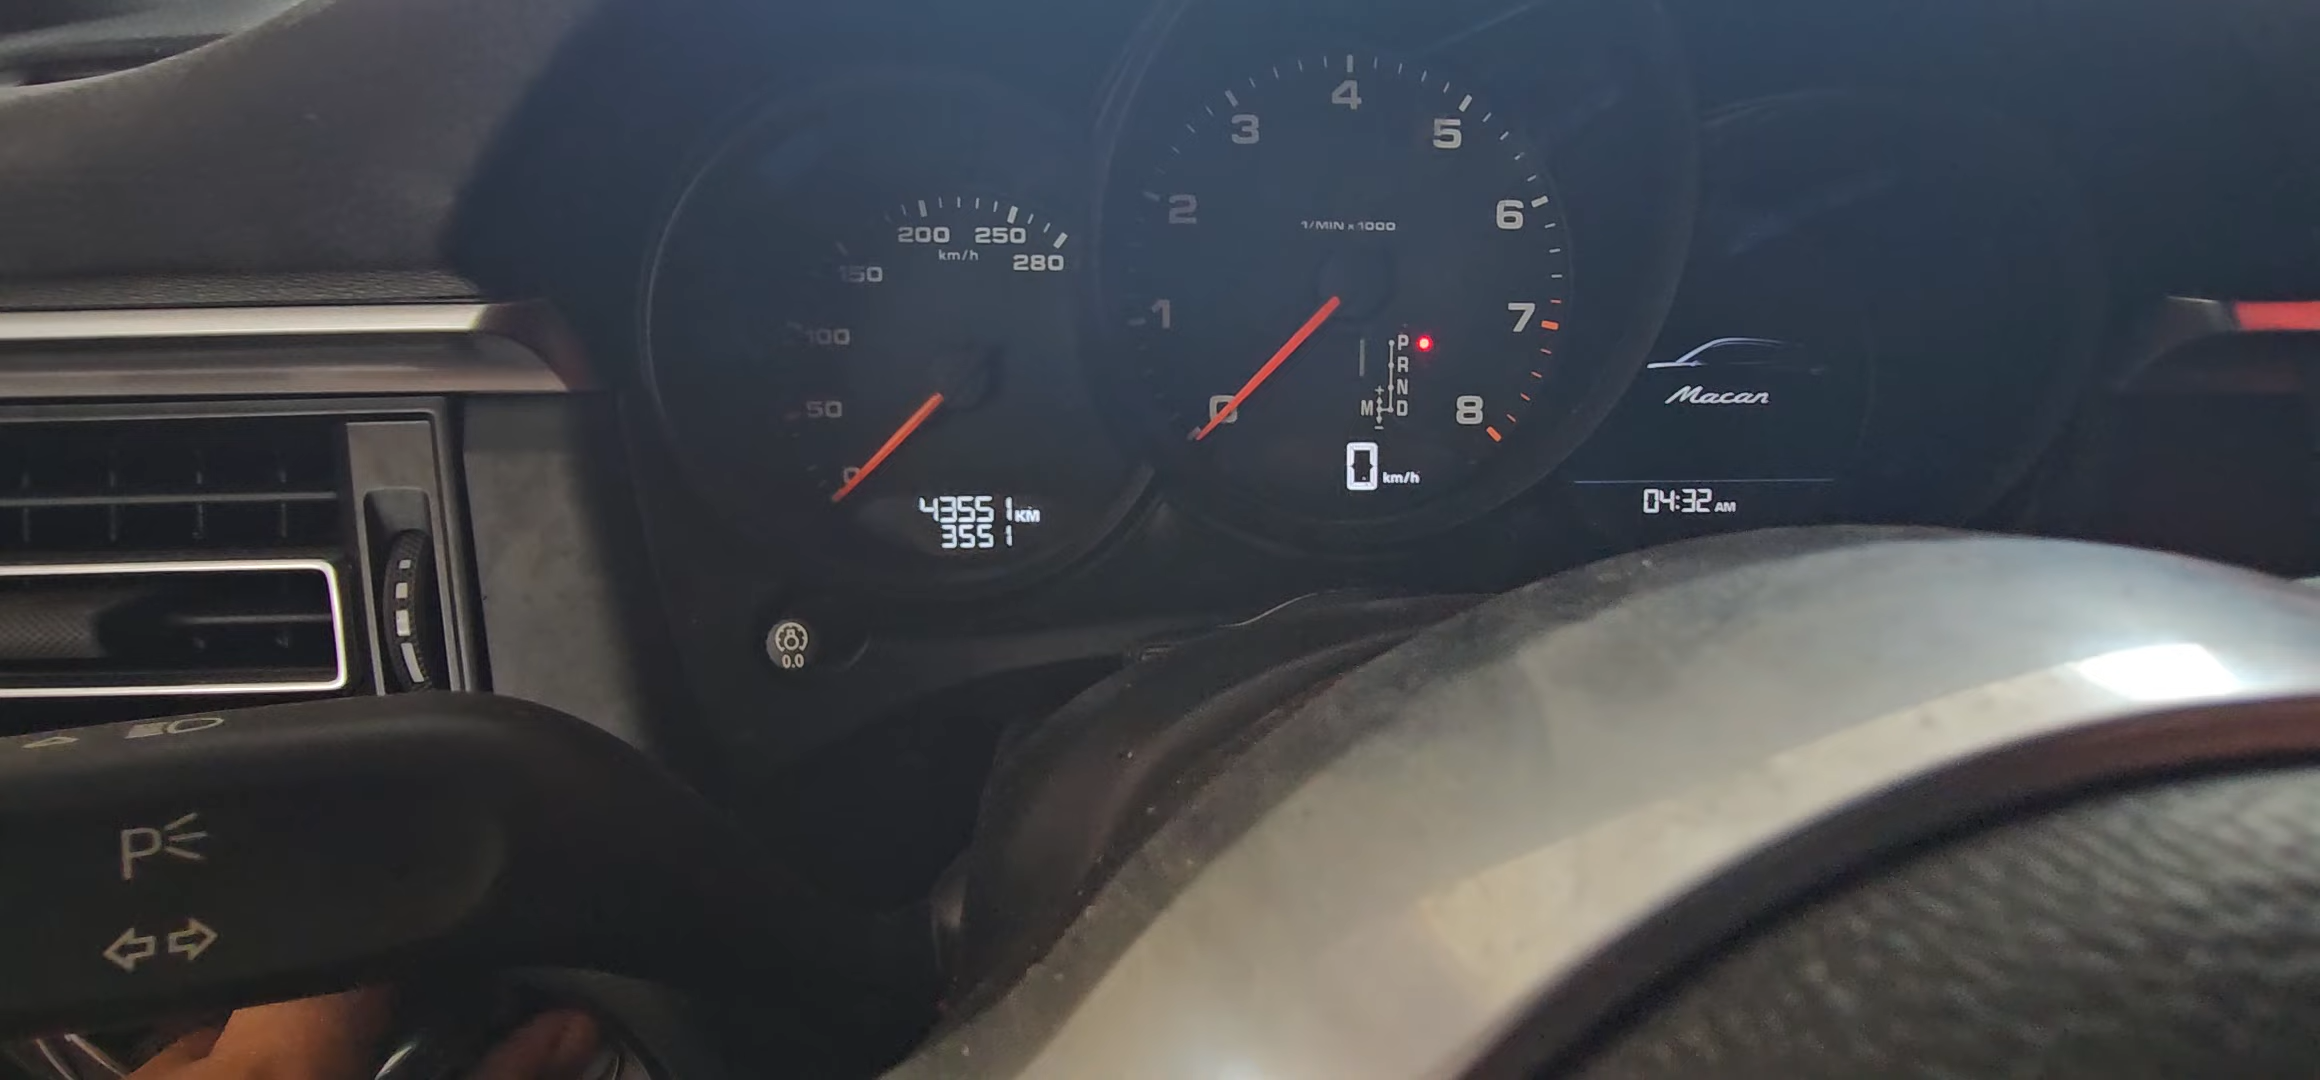 200 250
km/h
150 280
100
50
0
43551 KM
3551
0.0
4
3 5
2 6
1/MIN x 1000
1 7
0 8
P
R
N
M D
+
-
0 km/h
Macan
04:32 AM
P